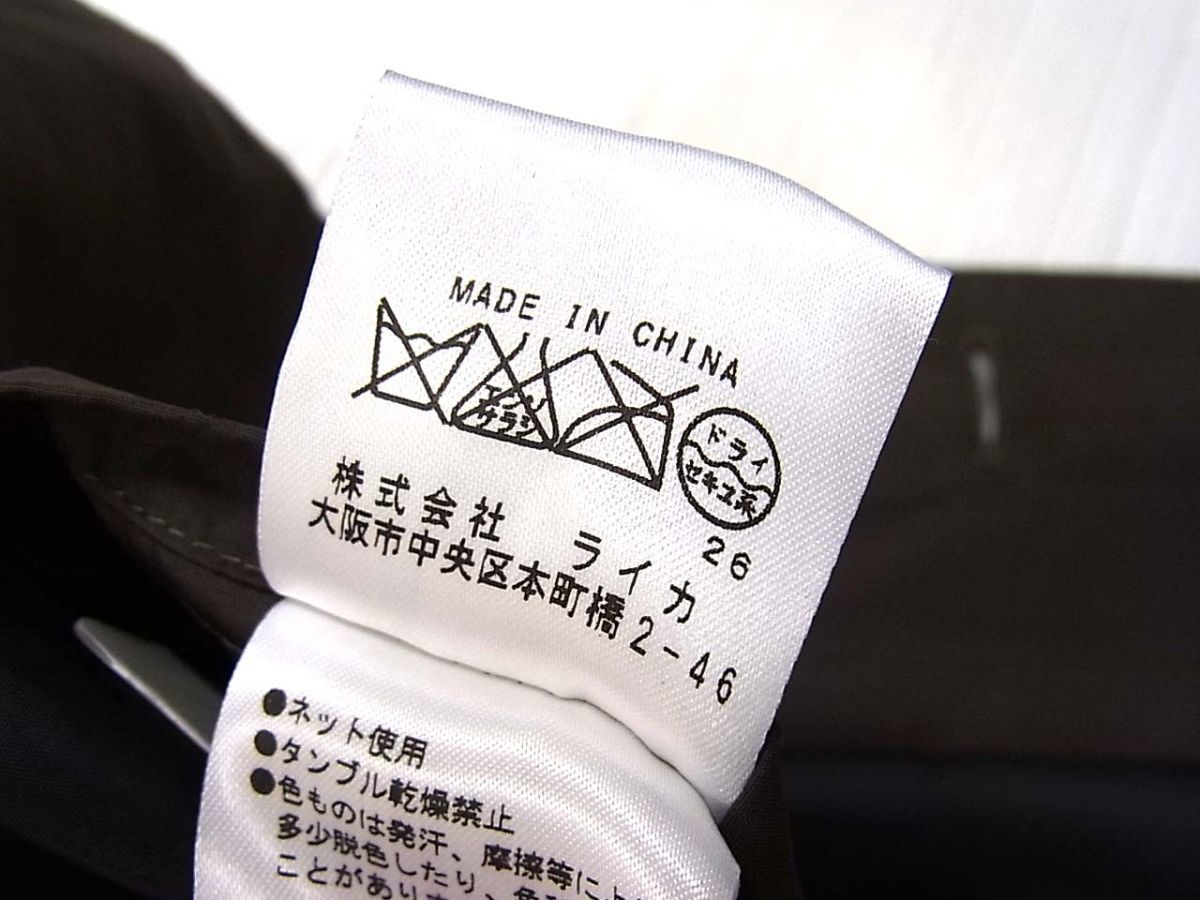 MADE IN CHINA
エンソ
サラシ
ドライ
セキユ系
26
株式会社 ライカ
大阪市中央区本町橋2-46
●ネット使用
●タンブル乾燥禁止
●色ものは発汗、摩擦等によ
多少脱色したり、色
ことがありま